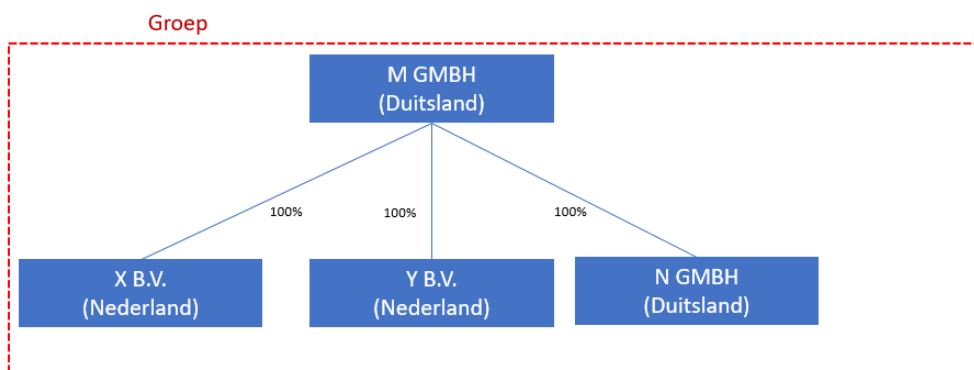 Groep
M GMBH
(Duitsland)
100%
100%
100%
X B.V.
(Nederland)
Y B.V.
(Nederland)
N GMBH
(Duitsland)